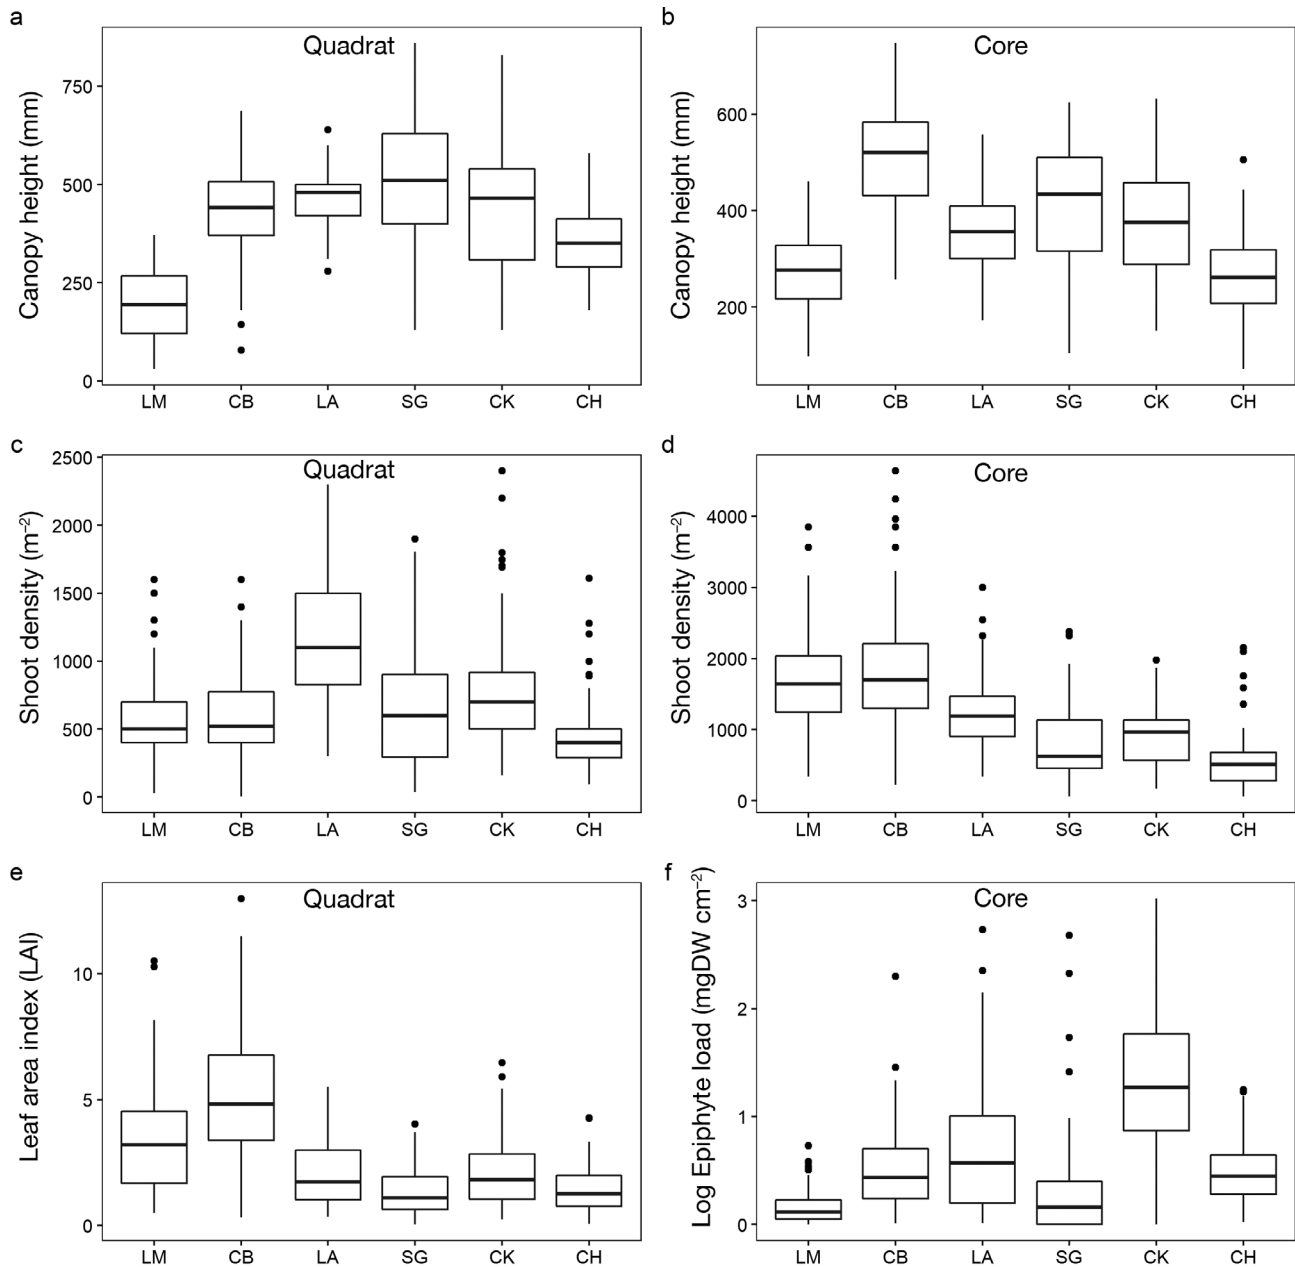 a
Quadrat
Canopy height (mm)
750
500
250
0
LM CB LA SG CK CH
b
Core
Canopy height (mm)
600
400
200
LM CB LA SG CK CH
c
Quadrat
Shoot density (m⁻²)
2500
2000
1500
1000
500
0
LM CB LA SG CK CH
d
Core
Shoot density (m⁻²)
4000
3000
2000
1000
0
LM CB LA SG CK CH
e
Quadrat
Leaf area index (LAI)
10
5
0
LM CB LA SG CK CH
f
Core
Log Epiphyte load (mgDW cm⁻²)
3
2
1
0
LM CB LA SG CK CH